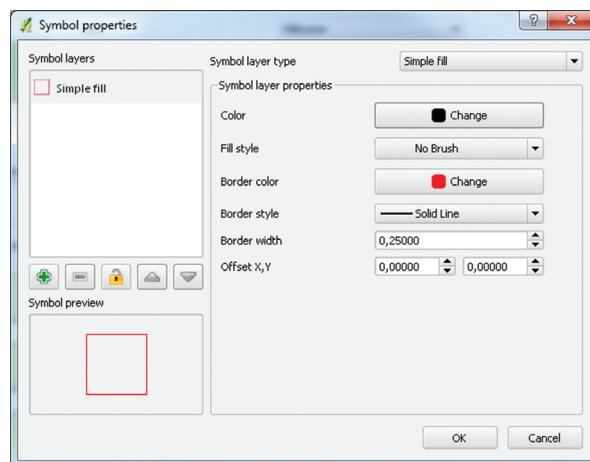 Symbol properties
Symbol layers
Simple fill
Symbol preview
Symbol layer type
Simple fill
Symbol layer properties
Color
Change
Fill style
No Brush
Border color
Change
Border style
Solid Line
Border width
0,25000
Offset X,Y
0,00000
0,00000
OK
Cancel